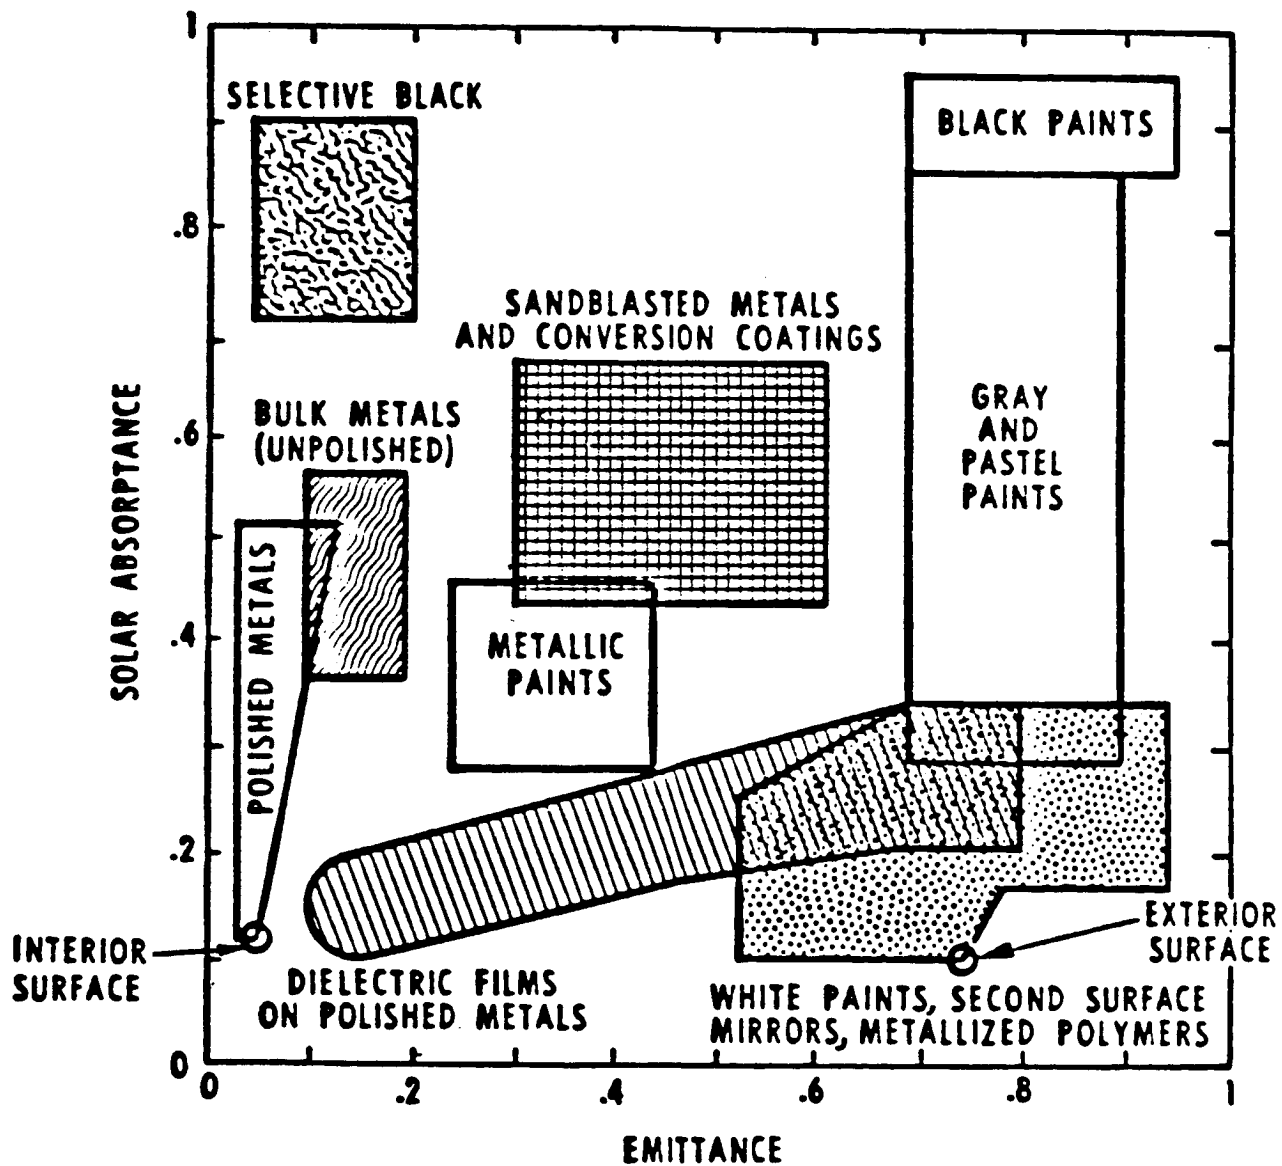 1
SELECTIVE BLACK
BLACK PAINTS
.8
SANDBLASTED METALS
AND CONVERSION COATINGS
GRAY
AND
PASTEL
PAINTS
BULK METALS
(UNPOLISHED)
.6
SOLAR ABSORPTANCE
POLISHED METALS
.4
METALLIC
PAINTS
.2
INTERIOR
SURFACE
EXTERIOR
SURFACE
DIELECTRIC FILMS
ON POLISHED METALS
WHITE PAINTS, SECOND SURFACE
MIRRORS, METALLIZED POLYMERS
0
0 .2 .4 .6 .8 1
EMITTANCE